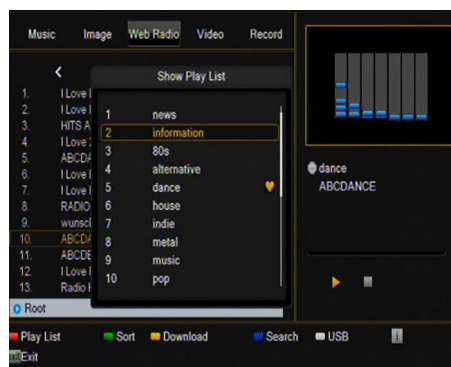 Music Image Web Radio Video Record
Show Play List
1. I Love
2. I Love
3. HITS A
4. I Love
5. ABCDA
6. I Love
7. I Love
8. RADIO
9. wunsc
10. ABCDA
11. ABCDE
12. I Love
13. Radio
1 news
2 information
3 80s
4 alternative
5 dance
6 house
7 indie
8 metal
9 music
10 pop
dance
ABCDANCE
Root
Play List Sort Download Search USB i
Exit